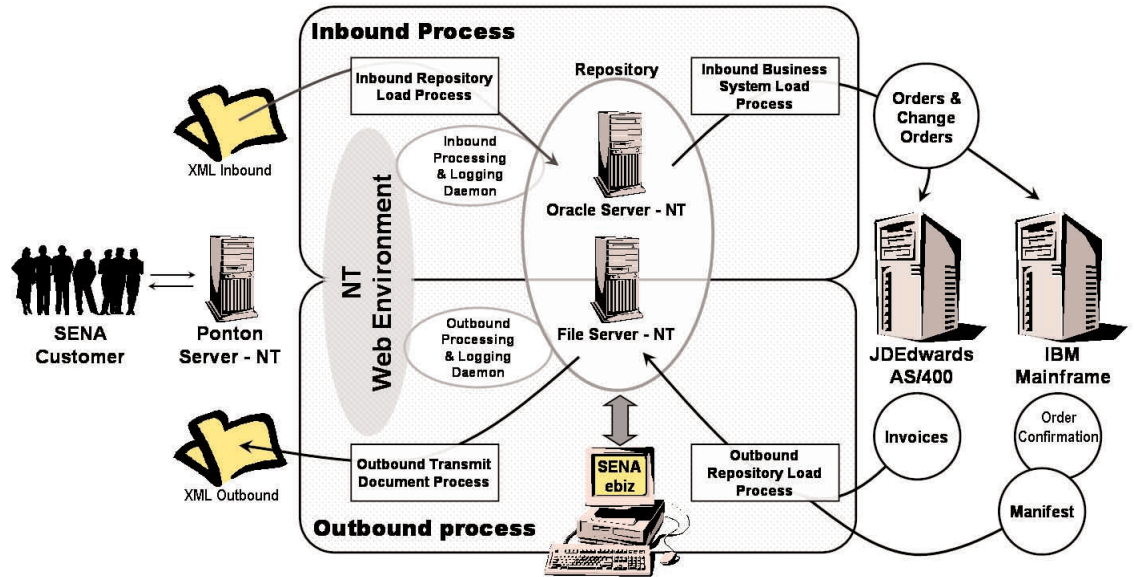 Inbound Process
Inbound Repository
Load Process
Repository
Inbound Business
System Load
Process
Orders &
Change
Orders
XML Inbound
Inbound
Processing
& Logging
Daemon
Oracle Server - NT
NT
Web Environment
SENA
Customer
Ponton
Server - NT
File Server - NT
Outbound
Processing
& Logging
Daemon
JDEdwards
AS/400
IBM
Mainframe
XML Outbound
Outbound Transmit
Document Process
SENA
ebiz
Outbound
Repository Load
Process
Invoices
Order
Confirmation
Manifest
Outbound process